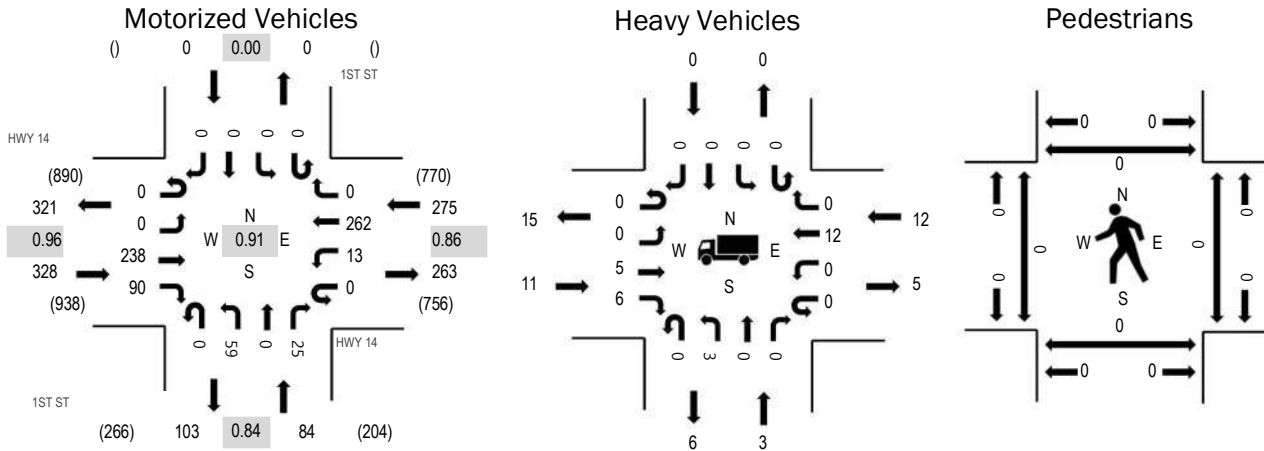 Motorized Vehicles
() 0 0.00 0 ()
1ST ST
HWY 14
0 0 0 0
(890) 0 0 (770)
321 0 262 275
N
0.96 W 0.91 E 0.86
S
328 238 13 263
(938) 90 0 (756)
0 59 0 25
HWY 14
1ST ST
(266) 103 0.84 84 (204)
Heavy Vehicles
0 0
0 0 0 0
0 0
15 0 12 12
N
W E
S
11 5 0 5
6 0
0 3 0 0
6 3
Pedestrians
0 0
0
N
0 0
W E
0 0
0 0
S
0
0 0